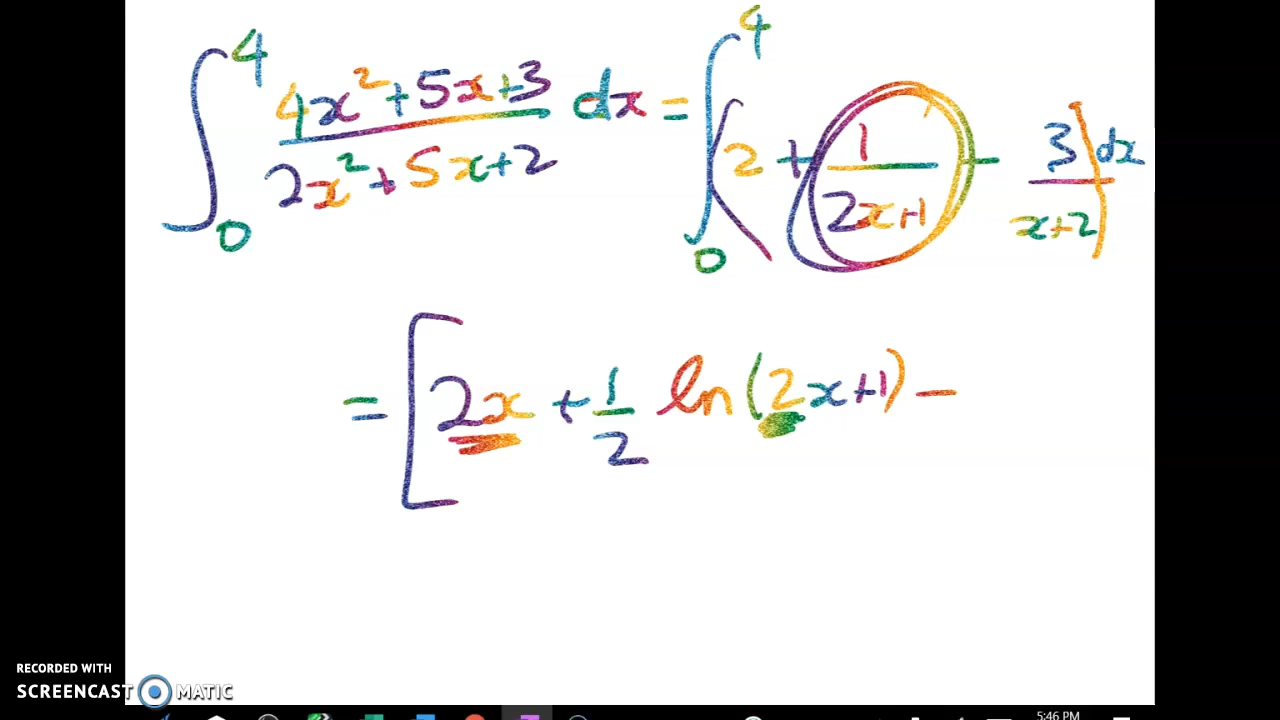 ∫₀⁴ (4x²+5x+3)/(2x²+5x+2) dx = ∫₀⁴ (2 + 1/(2x+1) − 3/(x+2)) dx
= [2x + 1/2 ln(2x+1) −
RECORDED WITH
SCREENCAST MATIC
5:46 PM